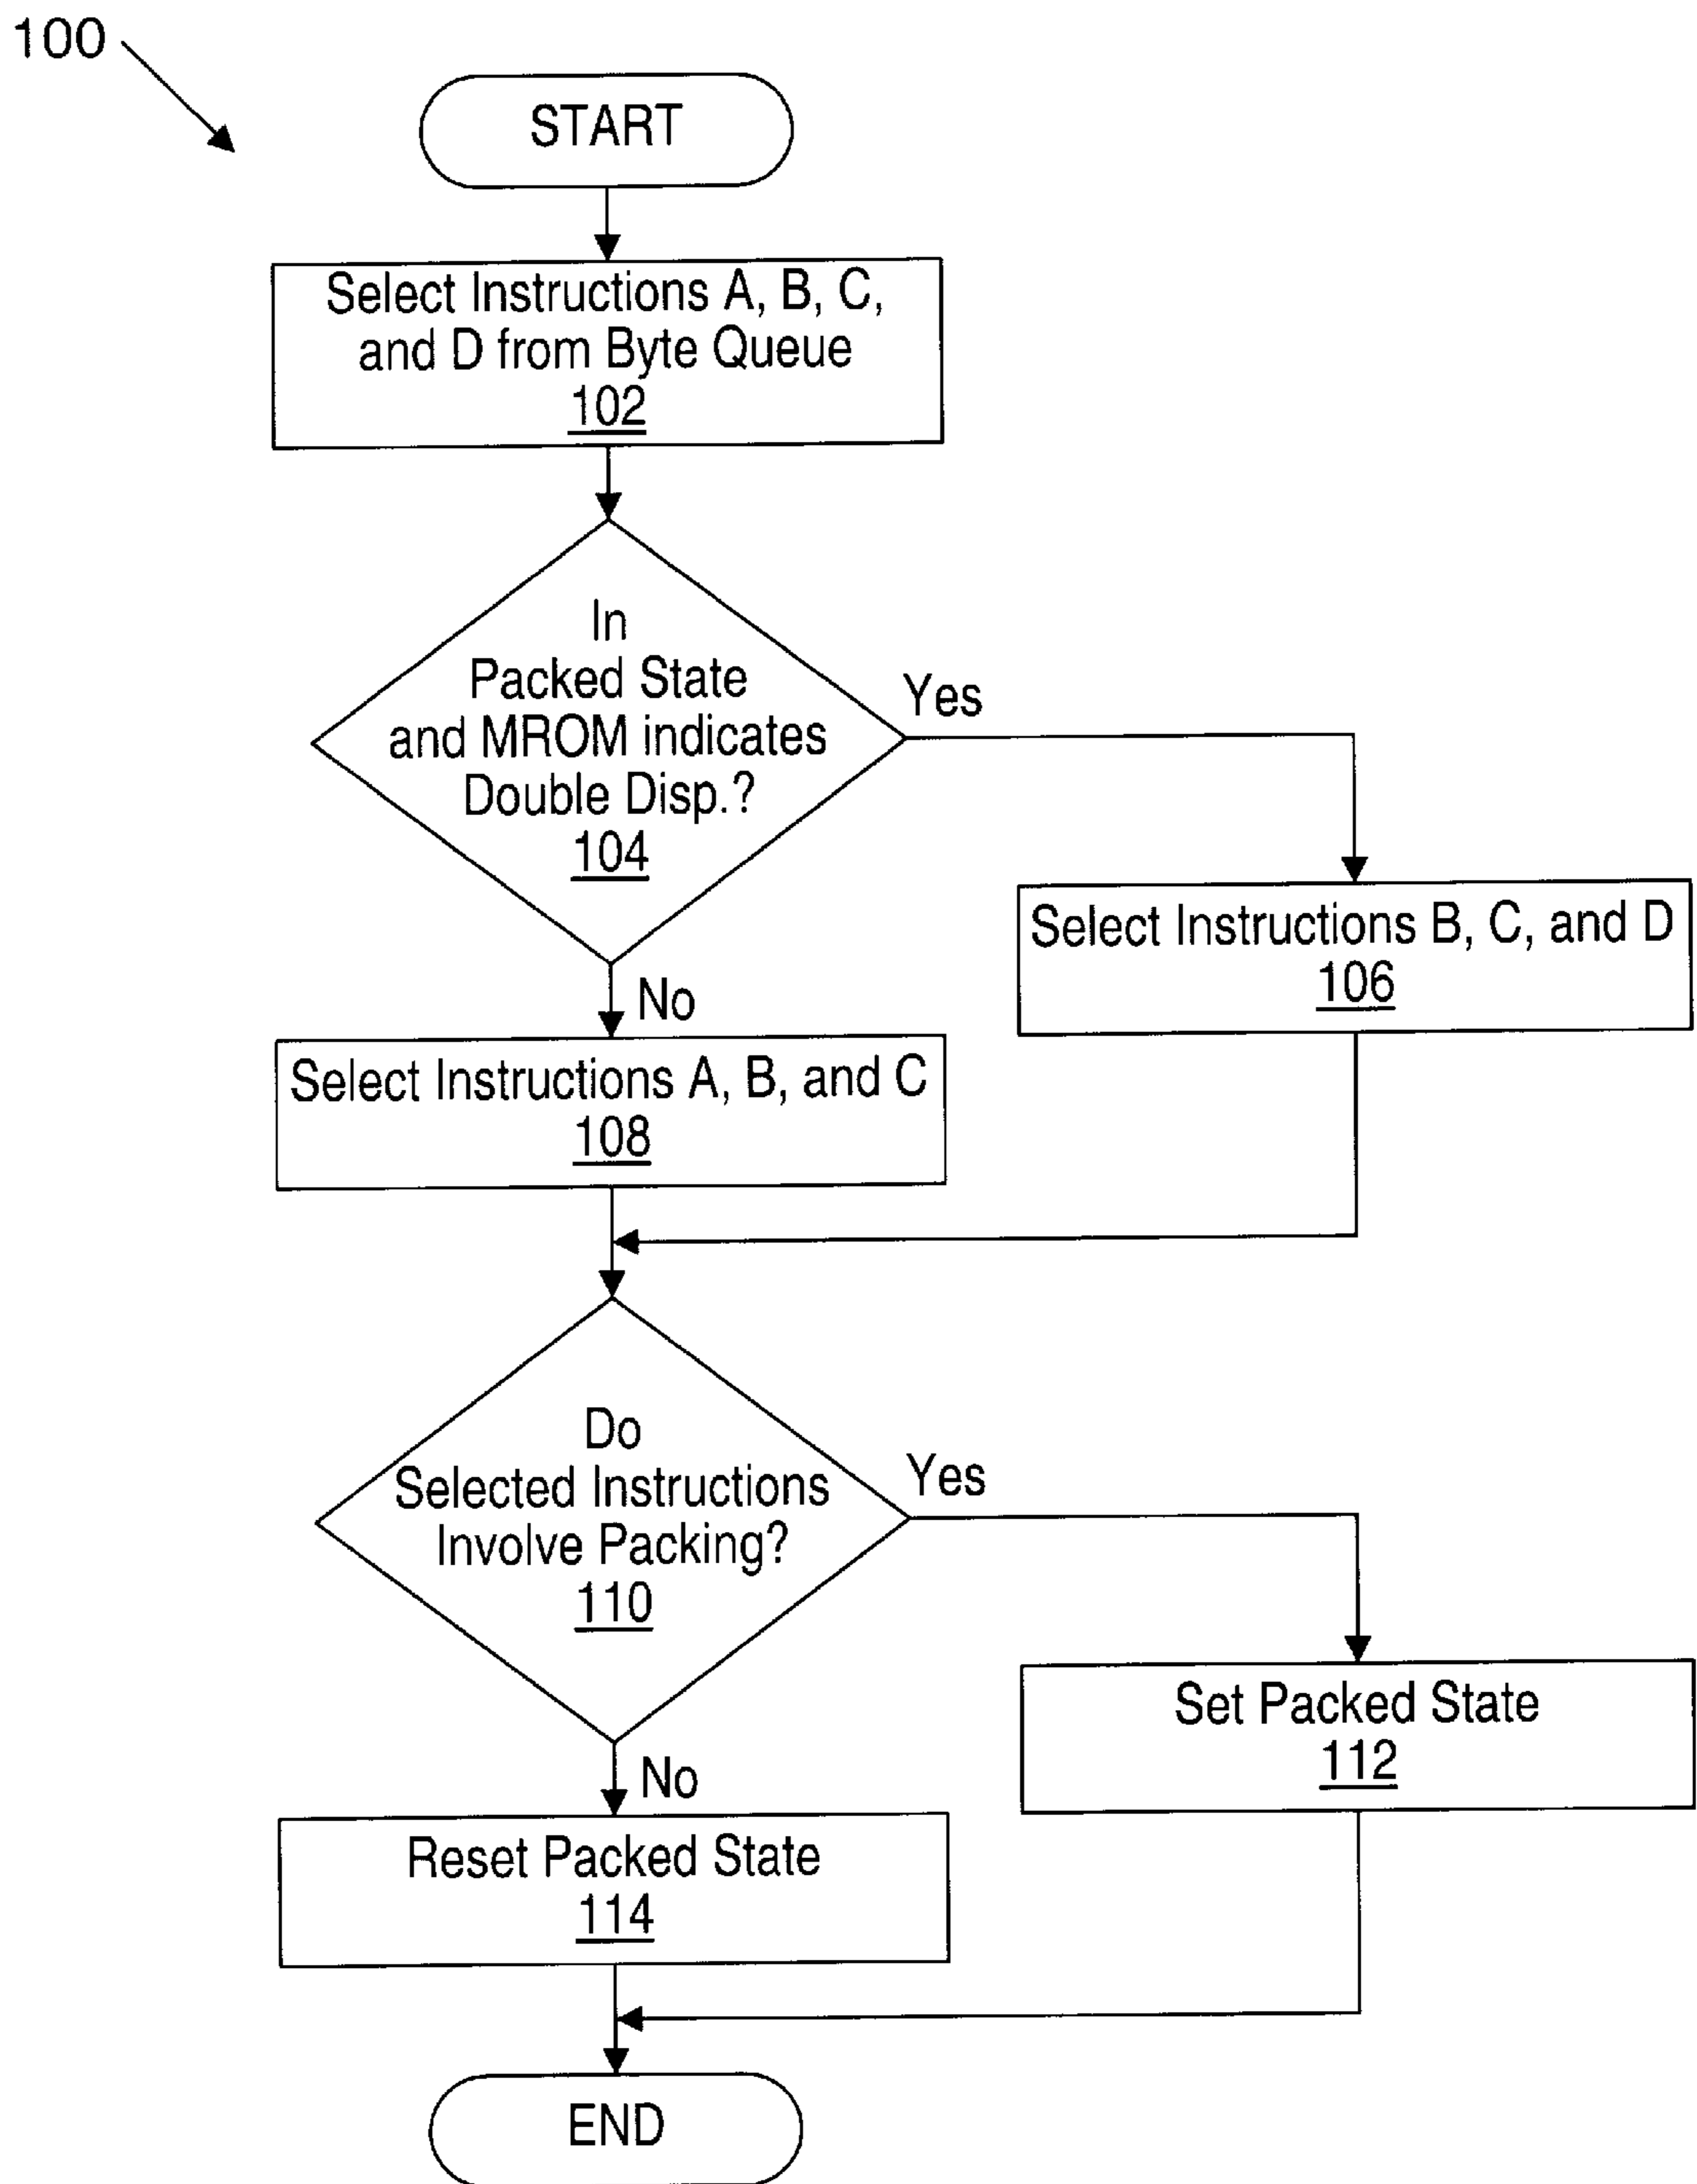 100
START
Select Instructions A, B, C,
and D from Byte Queue
102
In
Packed State
and MROM indicates
Double Disp.?
104
Yes
Select Instructions B, C, and D
106
No
Select Instructions A, B, and C
108
Do
Selected Instructions
Involve Packing?
110
Yes
Set Packed State
112
No
Reset Packed State
114
END